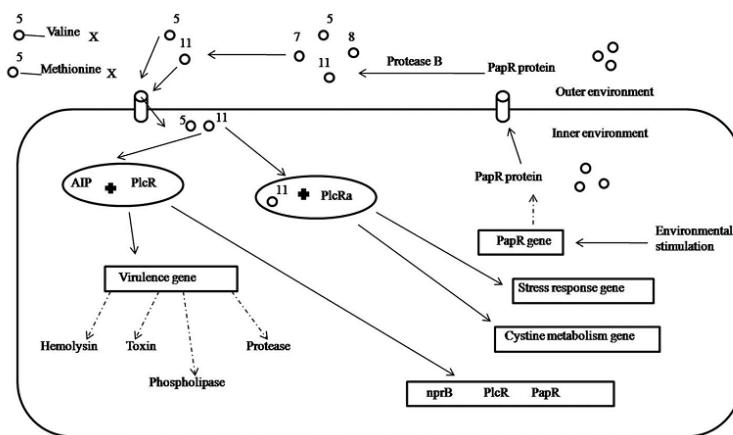 5
Valine X
5
Methionine X
5
11
7
5
8
11
Protease B
PapR protein
Outer environment
Inner environment
5
11
AIP
PlcR
11
PlcRa
PapR protein
PapR gene
Environmental
stimulation
Virulence gene
Stress response gene
Cystine metabolism gene
Hemolysin
Toxin
Protease
Phospholipase
nprB PlcR PapR